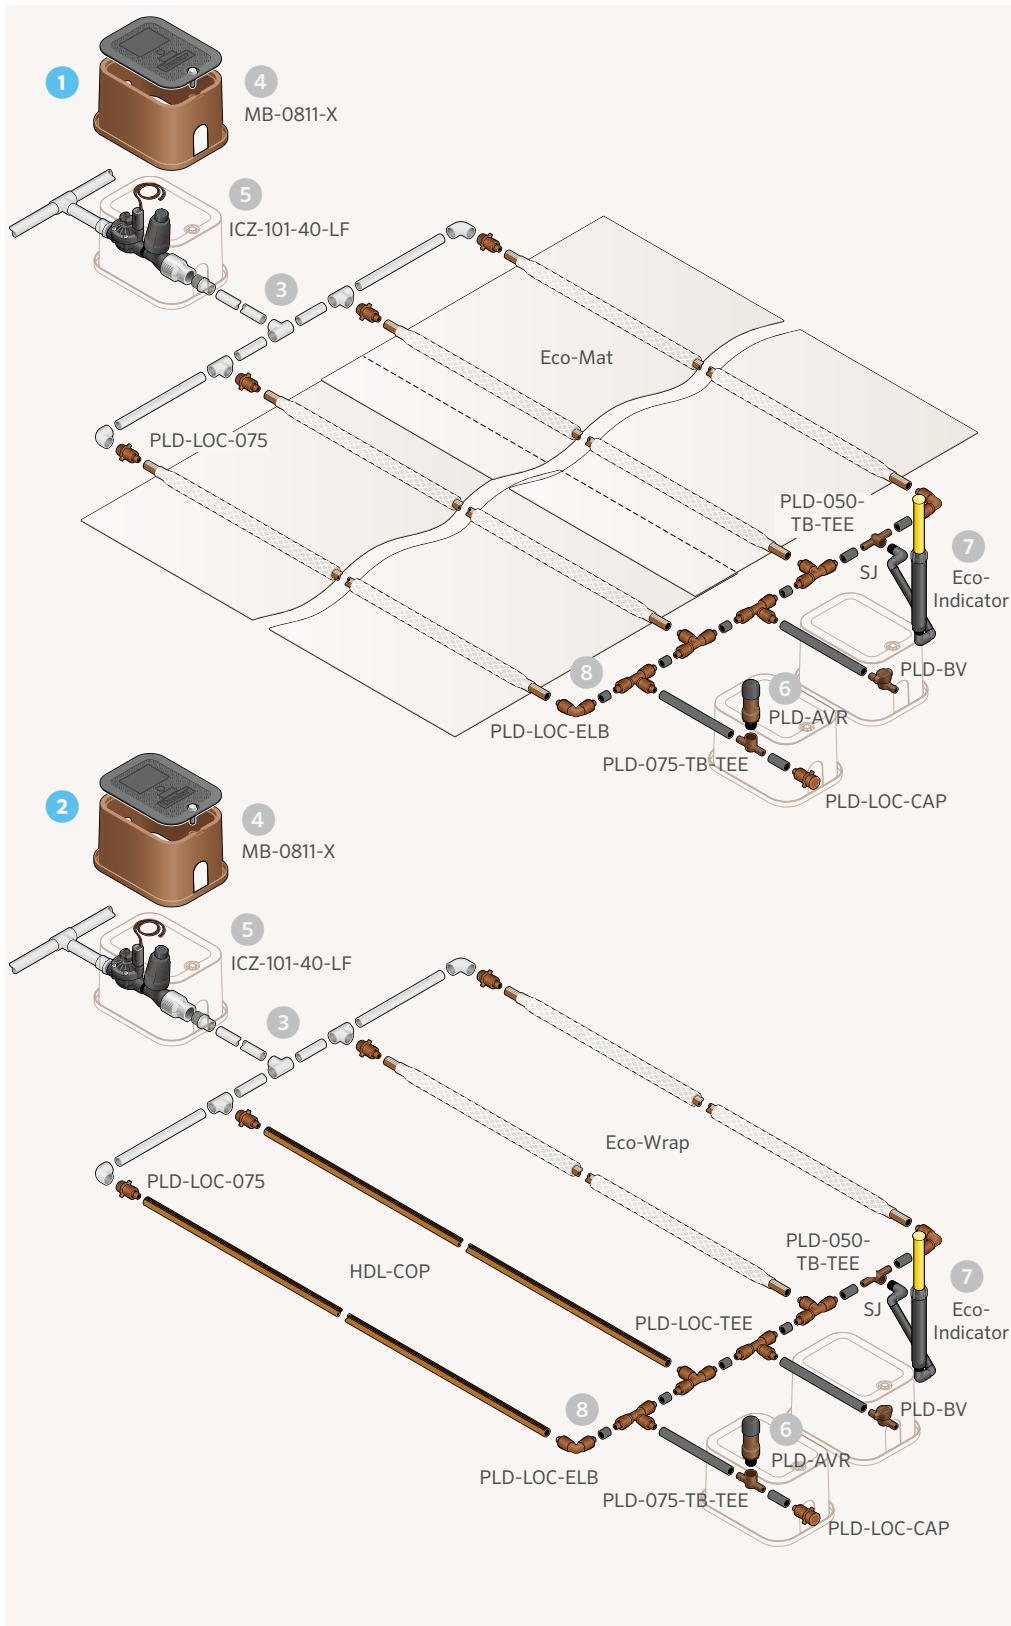 1
4
MB-0811-X
5
ICZ-101-40-LF
3
Eco-Mat
PLD-LOC-075
PLD-050-
TB-TEE
7
SJ
Eco-
Indicator
8
PLD-BV
6
PLD-AVR
PLD-LOC-ELB
PLD-075-TB-TEE
PLD-LOC-CAP
2
4
MB-0811-X
5
ICZ-101-40-LF
3
Eco-Wrap
PLD-LOC-075
PLD-050-
TB-TEE
HDL-COP
7
SJ
Eco-
Indicator
PLD-LOC-TEE
8
PLD-BV
6
PLD-AVR
PLD-LOC-ELB
PLD-075-TB-TEE
PLD-LOC-CAP